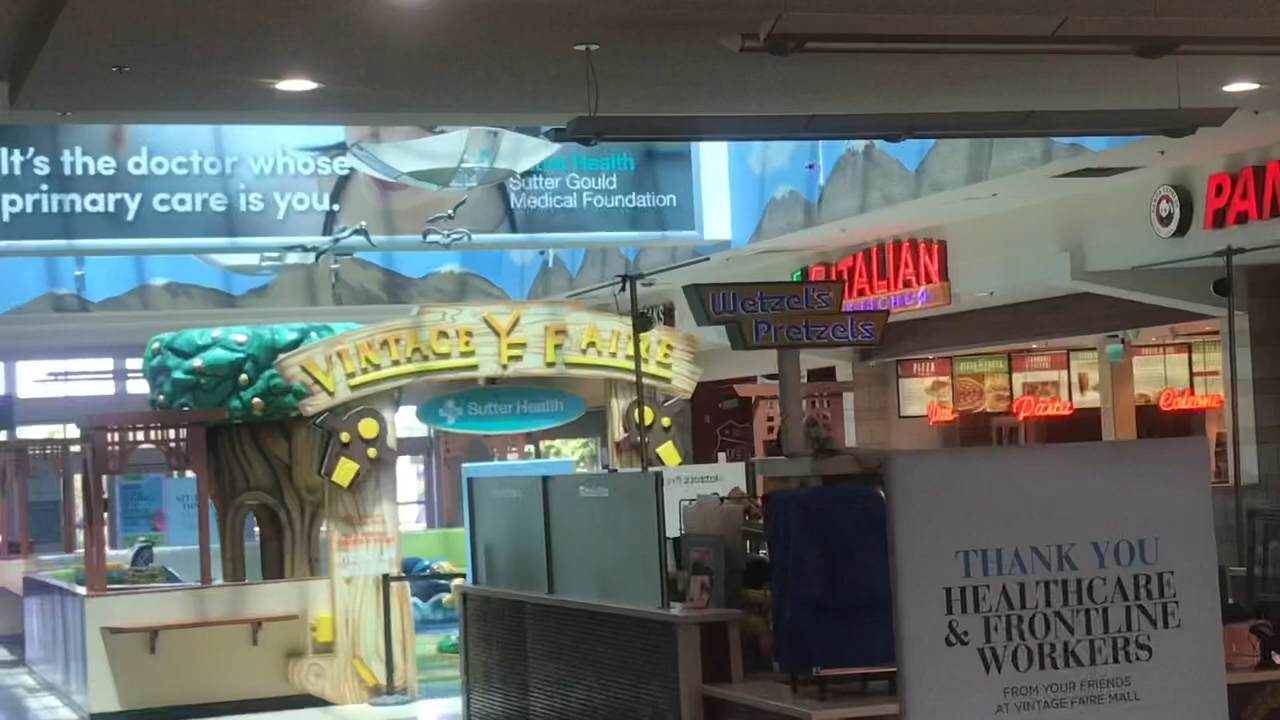 It's the doctor whose
primary care is you.
Health
Sutter Gould
Medical Foundation
PAN
ITALIAN
KITCHEN
Wetzel's
Pretzels
VINTAGE FAIRE
Sutter Health
PIZZA
Pasta
Calzone
THANK YOU
HEALTHCARE
& FRONTLINE
WORKERS
FROM YOUR FRIENDS
AT VINTAGE FAIRE MALL